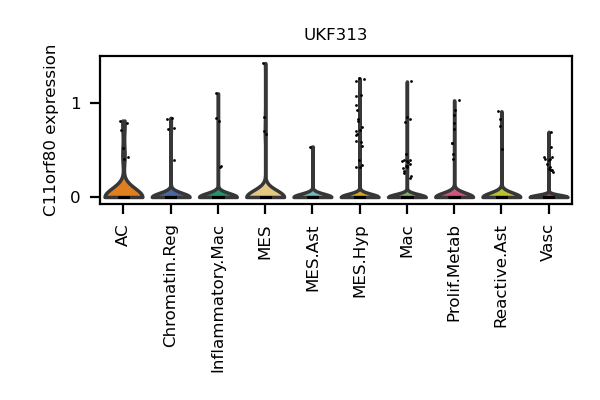 UKF313
C11orf80 expression
1
0
AC
Chromatin.Reg
Inflammatory.Mac
MES
MES.Ast
MES.Hyp
Mac
Prolif.Metab
Reactive.Ast
Vasc